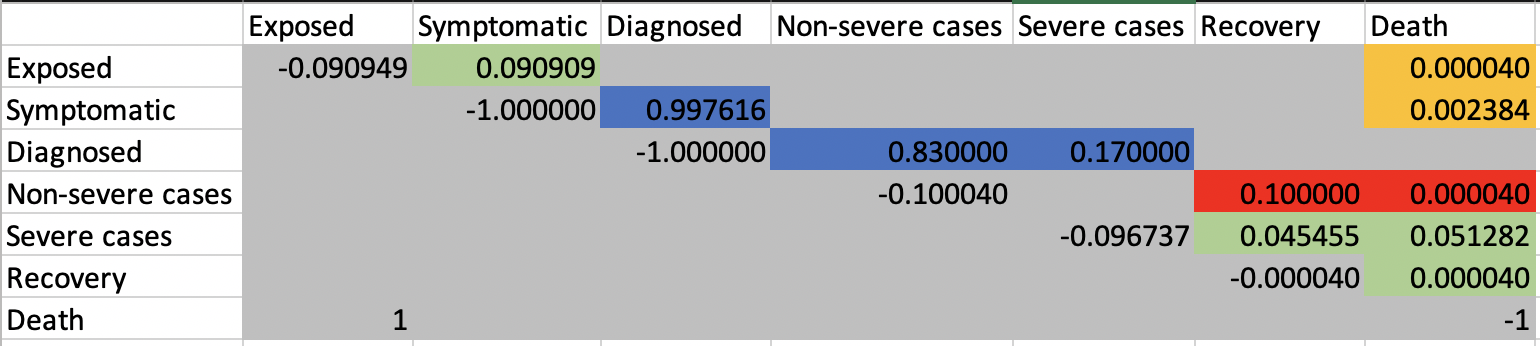 Exposed Symptomatic Diagnosed Non-severe cases Severe cases Recovery Death
Exposed -0.090949 0.090909 0.000040
Symptomatic -1.000000 0.997616 0.002384
Diagnosed -1.000000 0.830000 0.170000
Non-severe cases -0.100040 0.100000 0.000040
Severe cases -0.096737 0.045455 0.051282
Recovery -0.000040 0.000040
Death 1 -1